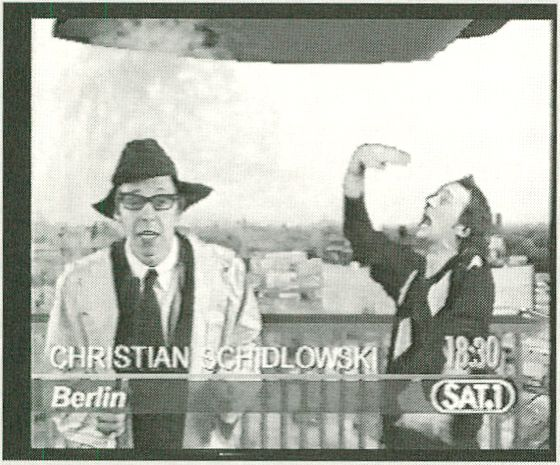 CHRISTIAN SCHIDLOWSKI 18:30
Berlin SAT.1